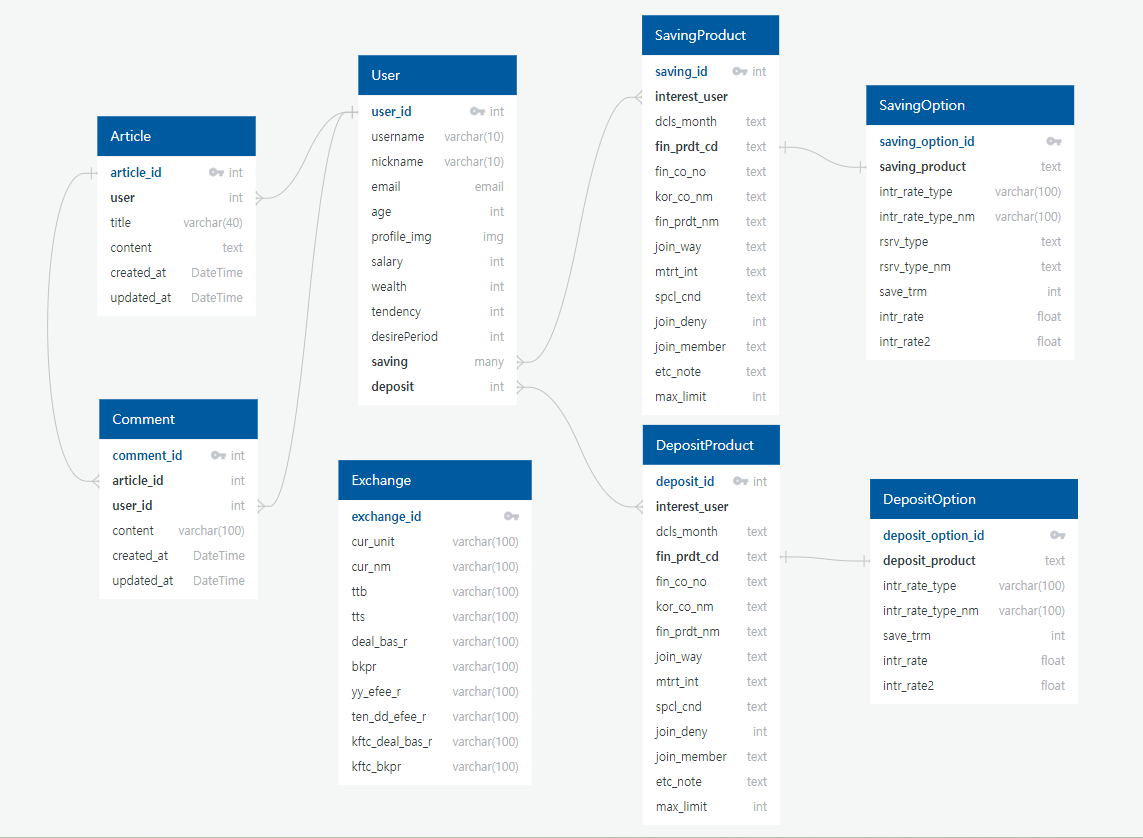 Article
article_id int
user int
title varchar(40)
content text
created_at DateTime
updated_at DateTime
Comment
comment_id int
article_id int
user_id int
content varchar(100)
created_at DateTime
updated_at DateTime
User
user_id int
username varchar(10)
nickname varchar(10)
email email
age int
profile_img img
salary int
wealth int
tendency int
desirePeriod int
saving many
deposit int
Exchange
exchange_id
cur_unit varchar(100)
cur_nm varchar(100)
ttb varchar(100)
tts varchar(100)
deal_bas_r varchar(100)
bkpr varchar(100)
yy_efee_r varchar(100)
ten_dd_efee_r varchar(100)
kftc_deal_bas_r varchar(100)
kftc_bkpr varchar(100)
SavingProduct
saving_id int
interest_user
dcls_month text
fin_prdt_cd text
fin_co_no text
kor_co_nm text
fin_prdt_nm text
join_way text
mtrt_int text
spcl_cnd text
join_deny int
join_member text
etc_note text
max_limit int
DepositProduct
deposit_id int
interest_user
dcls_month text
fin_prdt_cd text
fin_co_no text
kor_co_nm text
fin_prdt_nm text
join_way text
mtrt_int text
spcl_cnd text
join_deny int
join_member text
etc_note text
max_limit int
SavingOption
saving_option_id
saving_product text
intr_rate_type varchar(100)
intr_rate_type_nm varchar(100)
rsrv_type text
rsrv_type_nm text
save_trm int
intr_rate float
intr_rate2 float
DepositOption
deposit_option_id
deposit_product text
intr_rate_type varchar(100)
intr_rate_type_nm varchar(100)
save_trm int
intr_rate float
intr_rate2 float